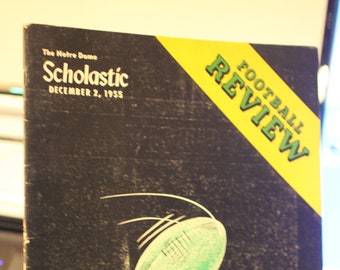 The Notre Dame
Scholastic
DECEMBER 2, 1955
FOOTBALL
REVIEW